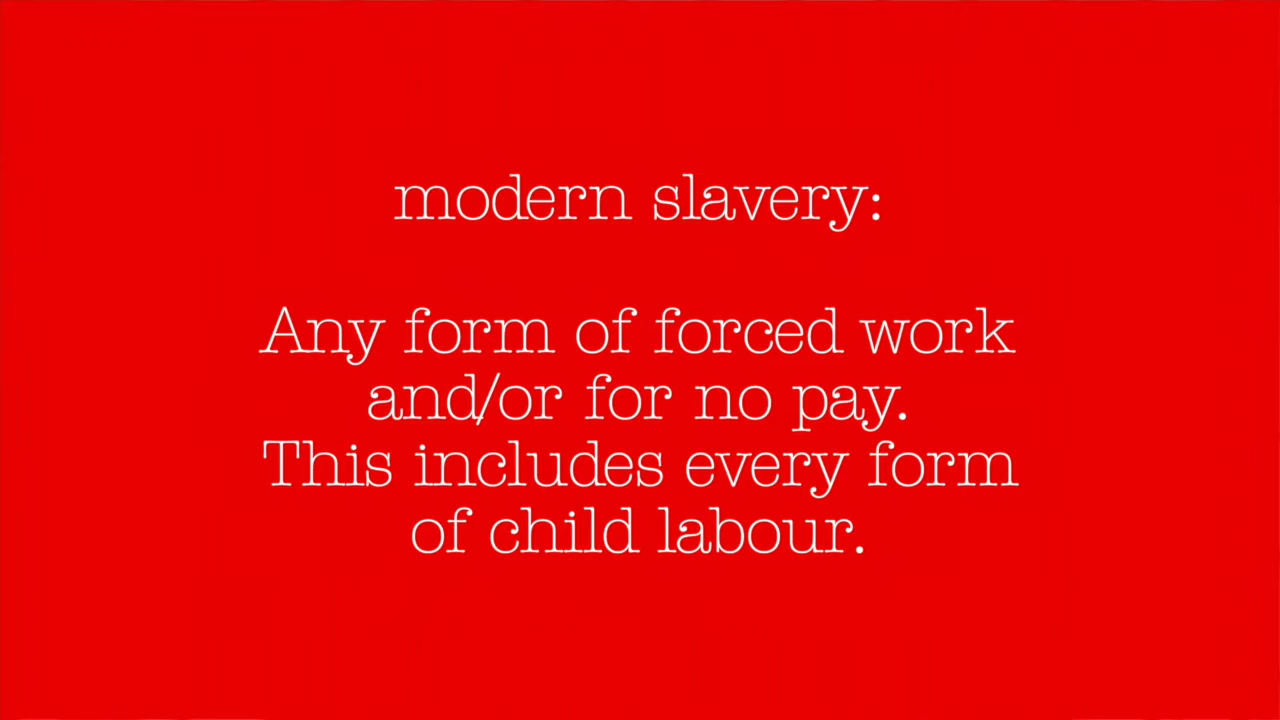 modern slavery:
Any form of forced work
and/or for no pay.
This includes every form
of child labour.